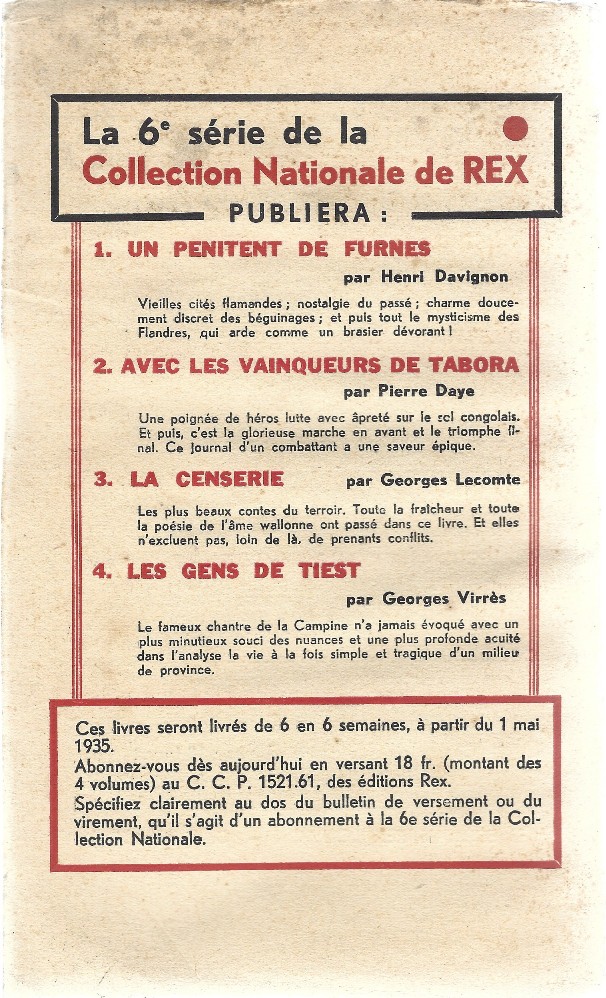 La 6e série de la
Collection Nationale de REX
PUBLIERA :
1. UN PENITENT DE FURNES
par Henri Davignon
Vieilles cités flamandes ; nostalgie du passé ; charme douce-
ment discret des béguinages ; et puis tout le mysticisme des
Flandres, qui arde comme un brasier dévorant !
2. AVEC LES VAINQUEURS DE TABORA
par Pierre Daye
Une poignée de héros lutte avec âpreté sur le sol congolais.
Et puis, c'est la glorieuse marche en avant et le triomphe fi-
nal. Ce journal d'un combattant a une saveur épique.
3. LA CENSERIE par Georges Lecomte
Les plus beaux contes du terroir. Toute la fraîcheur et toute
la poésie de l'âme wallonne ont passé dans ce livre. Et elles
n'excluent pas, loin de là, de prenants conflits.
4. LES GENS DE TIEST
par Georges Virrès
Le fameux chantre de la Campine n'a jamais évoqué avec un
plus minutieux souci des nuances et une plus profonde acuité
dans l'analyse la vie à la fois simple et tragique d'un milieu
de province.
Ces livres seront livrés de 6 en 6 semaines, à partir du 1 mai
1935.
Abonnez-vous dès aujourd'hui en versant 18 fr. (montant des
4 volumes) au C. C. P. 1521.61, des éditions Rex.
Spécifiez clairement au dos du bulletin de versement ou du
virement, qu'il s'agit d'un abonnement à la 6e série de la Col-
lection Nationale.